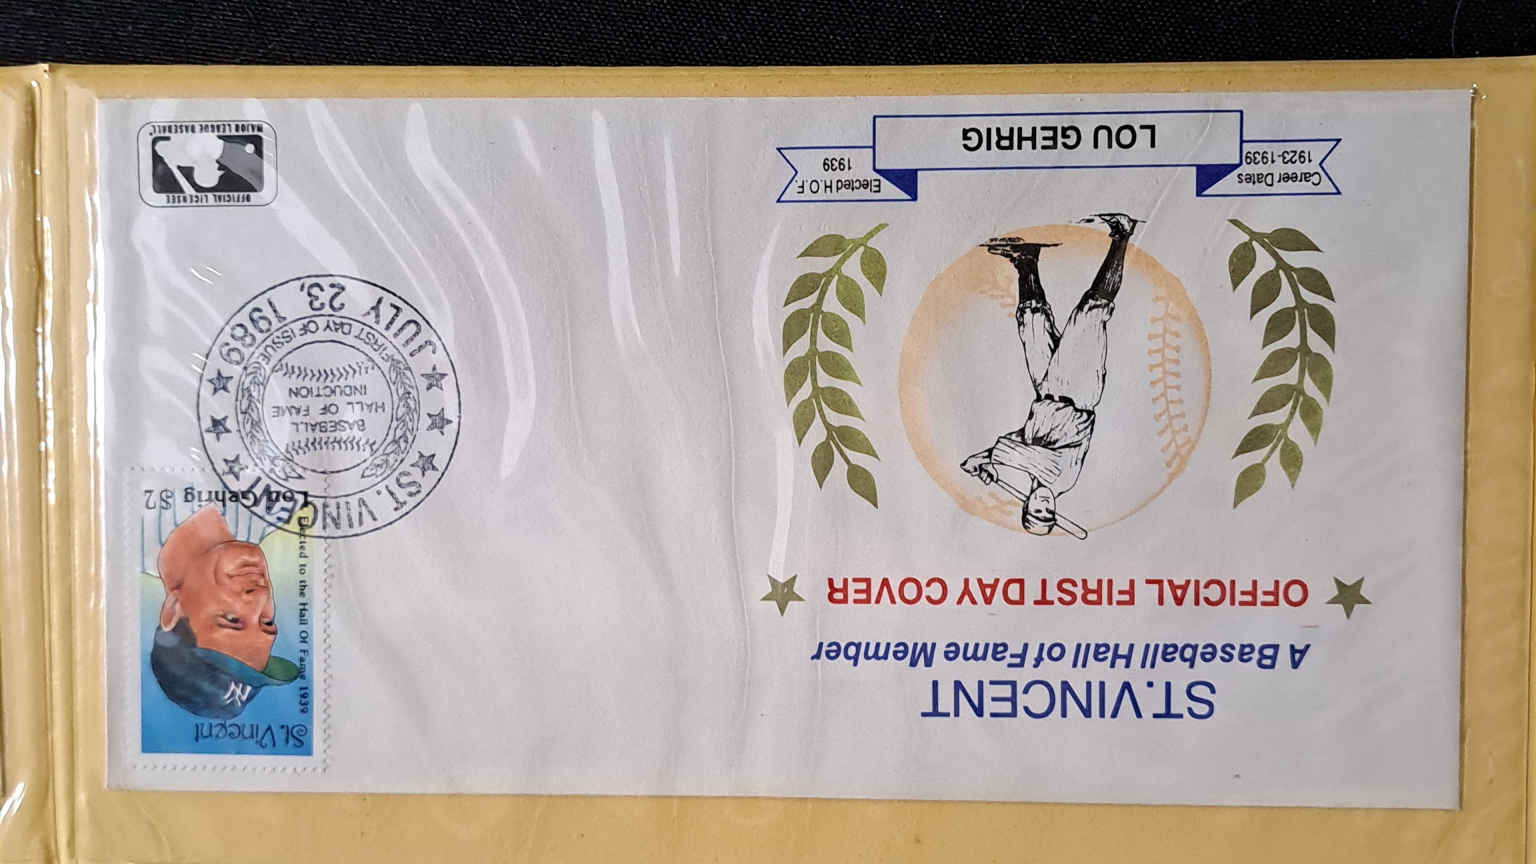 ST.VINCENT
A Baseball Hall of Fame Member
OFFICIAL FIRST DAY COVER
Career Dates
1923-1939
LOU GEHRIG
Elected H.O.F.
1939
St. Vincent
Elected to the Hall Of Fame 1939
Lou Gehrig $2
ST. VINCENT
JULY 23, 1989
FIRST DAY OF ISSUE
BASEBALL
HALL OF FAME
INDUCTION
NY
OFFICIAL LICENSEE
MAJOR LEAGUE BASEBALL